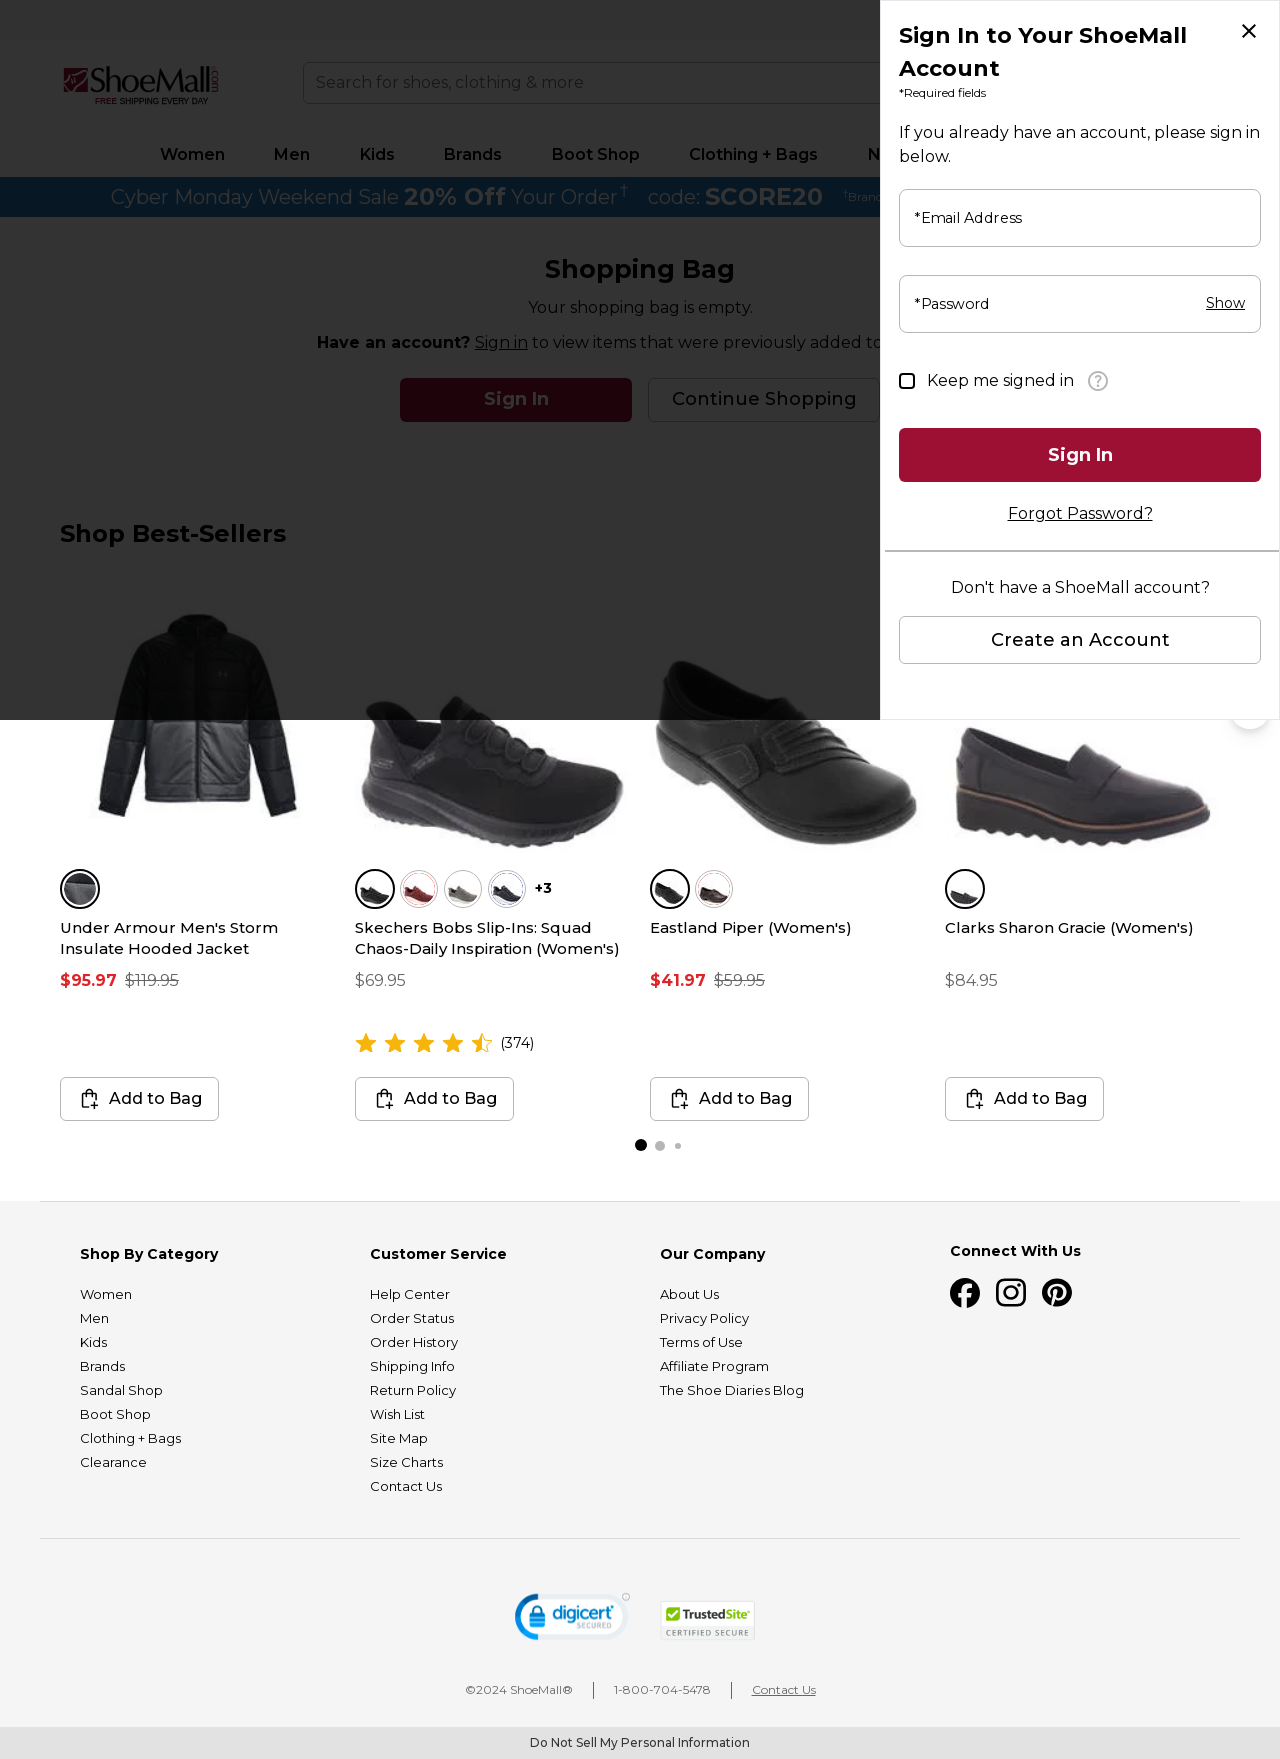 Sign In to Your ShoeMall
Account
*Required fields
If you already have an account, please sign in
below.
*Email Address
*Password
Show
Keep me signed in
?
Sign In
Forgot Password?
Don't have a ShoeMall account?
Create an Account
ShoeMall.com
FREE SHIPPING EVERY DAY
Search for shoes, clothing & more
Women
Men
Kids
Brands
Boot Shop
Clothing + Bags
Cyber Monday Weekend Sale 20% Off Your Order† code: SCORE20
Shopping Bag
Your shopping bag is empty.
Have an account? Sign in to view items that were previously added to
Sign In
Continue Shopping
Shop Best-Sellers
+3
Under Armour Men's Storm
Insulate Hooded Jacket
$95.97 $119.95
Add to Bag
Skechers Bobs Slip-Ins: Squad
Chaos-Daily Inspiration (Women's)
$69.95
(374)
Add to Bag
Eastland Piper (Women's)
$41.97 $59.95
Add to Bag
Clarks Sharon Gracie (Women's)
$84.95
Add to Bag
Shop By Category
Women
Men
Kids
Brands
Sandal Shop
Boot Shop
Clothing + Bags
Clearance
Customer Service
Help Center
Order Status
Order History
Shipping Info
Return Policy
Wish List
Site Map
Size Charts
Contact Us
Our Company
About Us
Privacy Policy
Terms of Use
Affiliate Program
The Shoe Diaries Blog
Connect With Us
digicert
SECURED
TrustedSite
CERTIFIED SECURE
©2024 ShoeMall®
1-800-704-5478
Contact Us
Do Not Sell My Personal Information